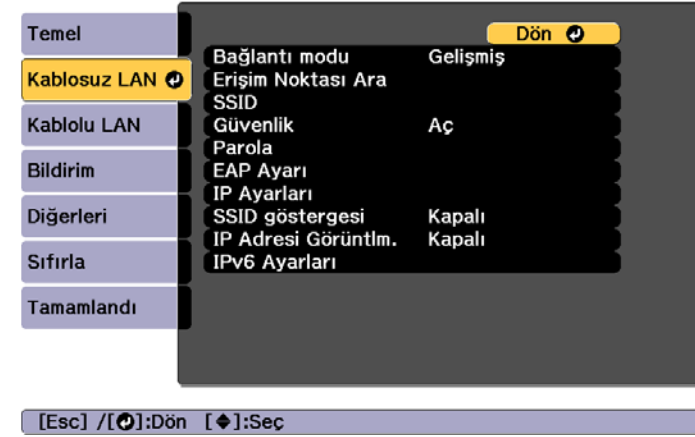 Temel
Kablosuz LAN
Kablolu LAN
Bildirim
Diğerleri
Sıfırla
Tamamlandı
Dön
Bağlantı modu Gelişmiş
Erişim Noktası Ara
SSID
Güvenlik Aç
Parola
EAP Ayarı
IP Ayarları
SSID göstergesi Kapalı
IP Adresi Görüntlm. Kapalı
IPv6 Ayarları
[Esc] /[⏎]:Dön [◆]:Seç